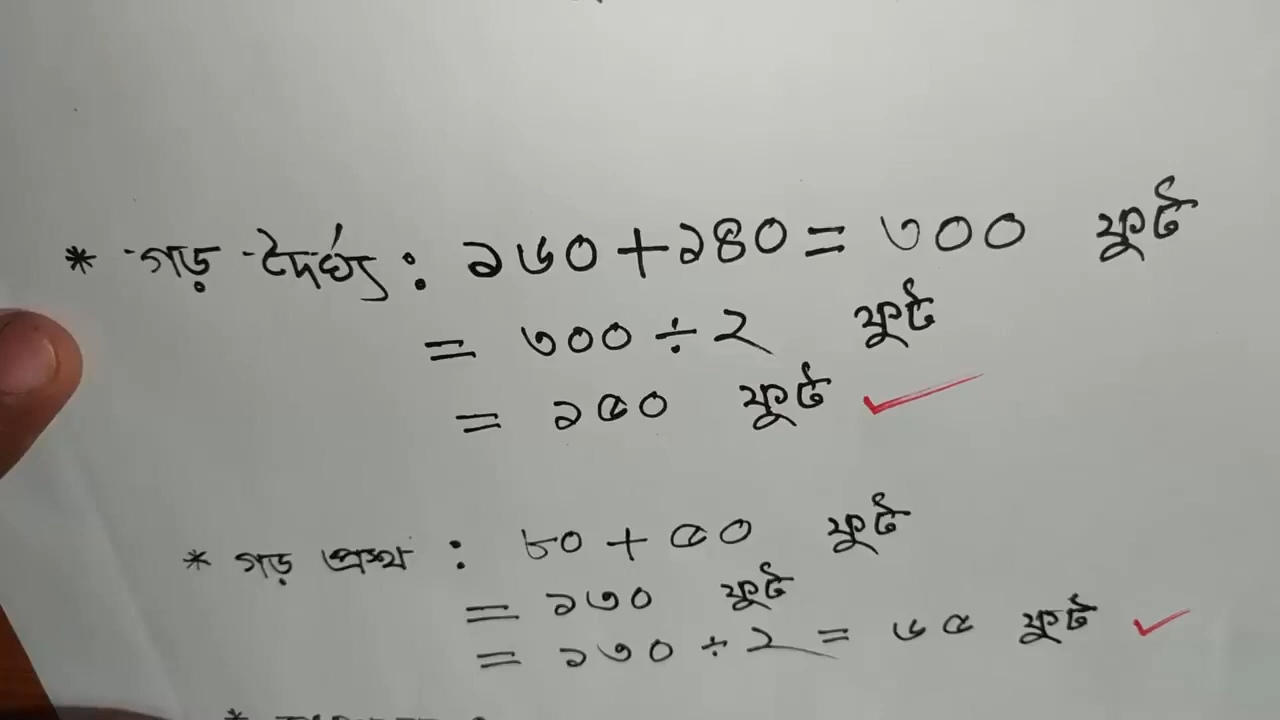 * গড় দৈর্ঘ্য : ১৬০ + ১৪০ = ৩০০ ফুট
= ৩০০ ÷ ২ ফুট
= ১৫০ ফুট ✓
* গড় প্রস্থ : ৮০ + ৫০ ফুট
= ১৩০ ফুট
= ১৩০ ÷ ২ = ৬৫ ফুট ✓